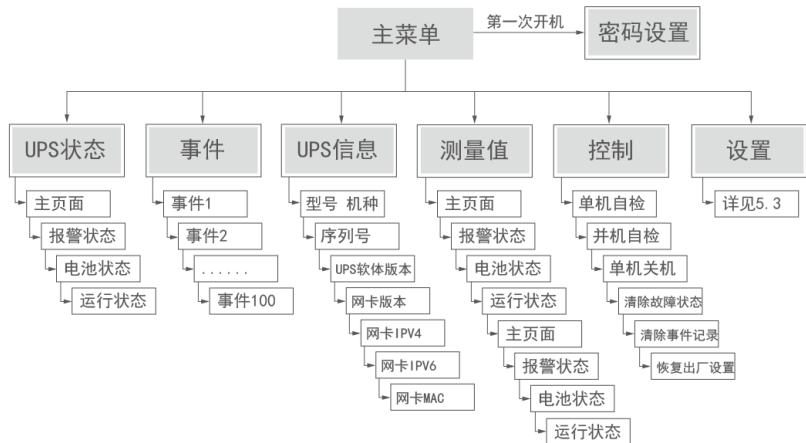 主菜单
第一次开机
密码设置
UPS状态
事件
UPS信息
测量值
控制
设置
主页面
报警状态
电池状态
运行状态
事件1
事件2
......
事件100
型号 机种
序列号
UPS软体版本
网卡版本
网卡IPV4
网卡IPV6
网卡MAC
主页面
报警状态
电池状态
运行状态
主页面
报警状态
电池状态
运行状态
单机自检
并机自检
单机关机
清除故障状态
清除事件记录
恢复出厂设置
详见5.3